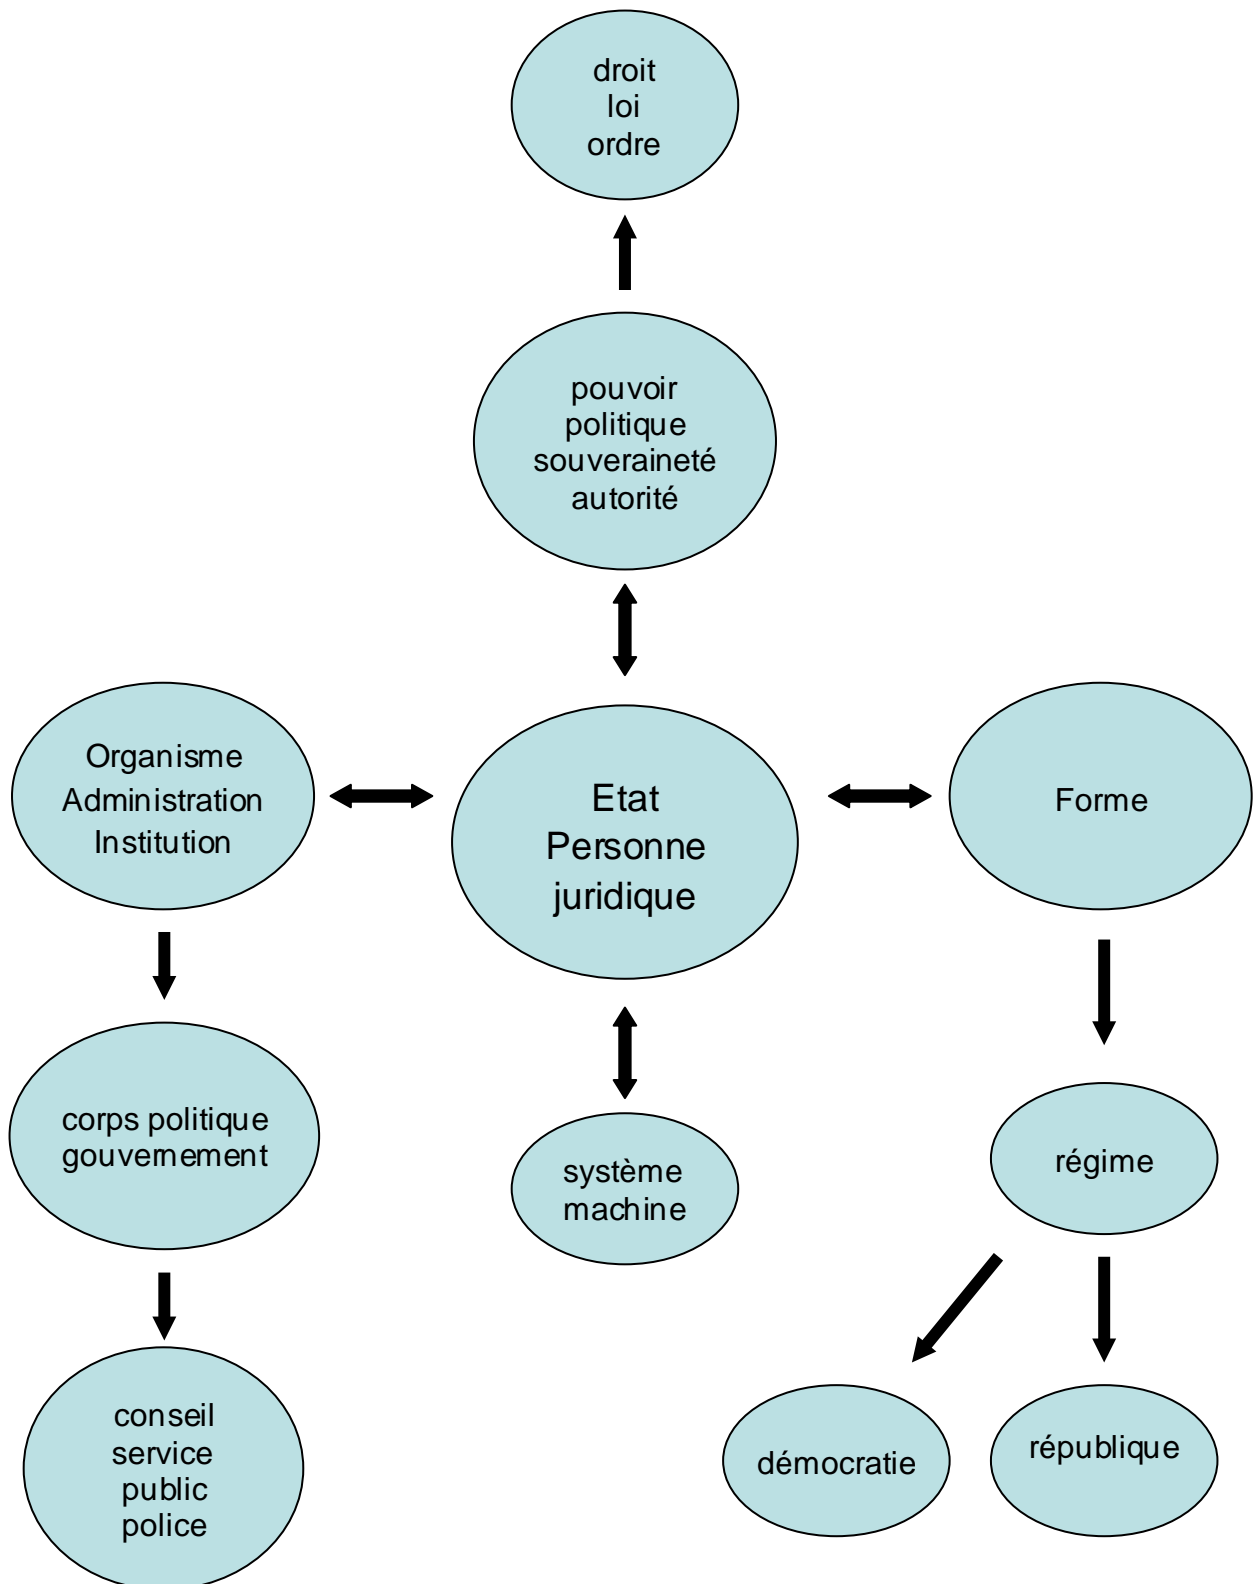 droit
loi
ordre
pouvoir
politique
souveraineté
autorité
Organisme
Administration
Institution
Etat
Personne
juridique
Forme
corps politique
gouvernement
système
machine
régime
conseil
service
public
police
démocratie
république